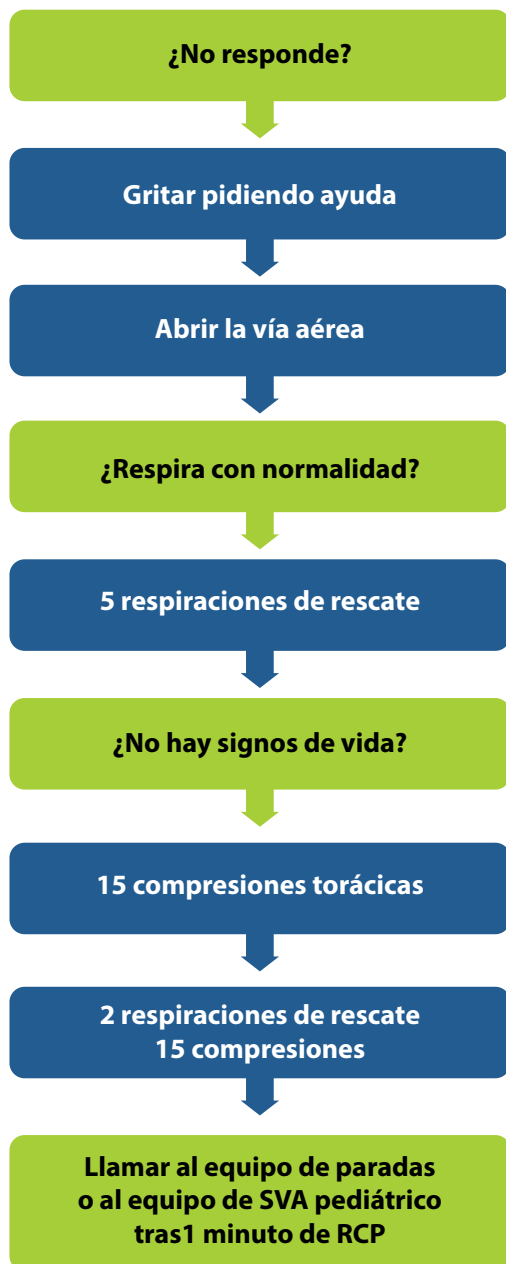 ¿No responde?
Gritar pidiendo ayuda
Abrir la vía aérea
¿Respira con normalidad?
5 respiraciones de rescate
¿No hay signos de vida?
15 compresiones torácicas
2 respiraciones de rescate
15 compresiones
Llamar al equipo de paradas
o al equipo de SVA pediátrico
tras1 minuto de RCP